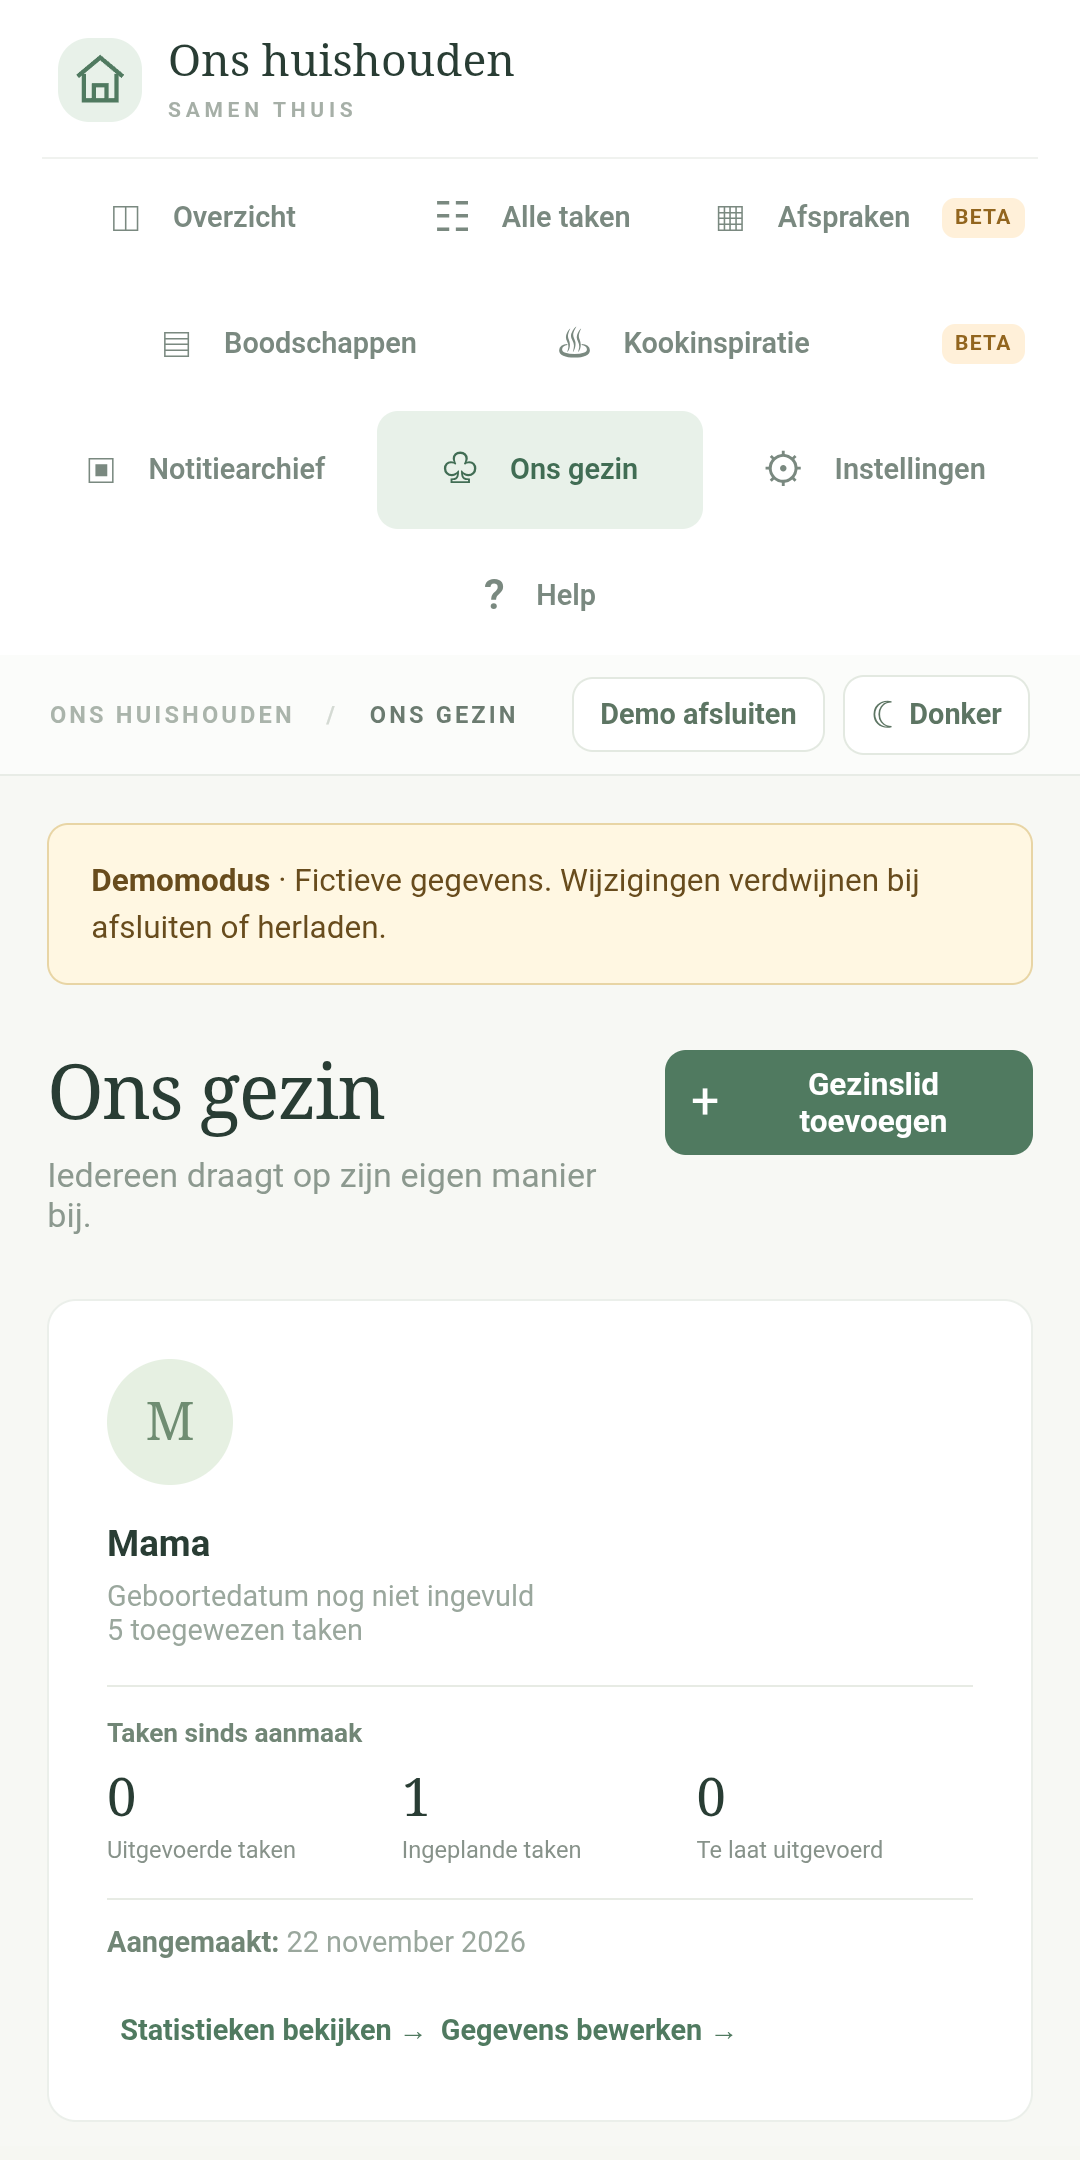 Ons huishouden
SAMEN THUIS
Overzicht
Alle taken
Afspraken BETA
Boodschappen
Kookinspiratie BETA
Notitiearchief
Ons gezin
Instellingen
? Help
ONS HUISHOUDEN / ONS GEZIN
Demo afsluiten
☾ Donker
Demomodus · Fictieve gegevens. Wijzigingen verdwijnen bij
afsluiten of herladen.
Ons gezin
+ Gezinslid
toevoegen
Iedereen draagt op zijn eigen manier
bij.
M
Mama
Geboortedatum nog niet ingevuld
5 toegewezen taken
Taken sinds aanmaak
0 1 0
Uitgevoerde taken Ingeplande taken Te laat uitgevoerd
Aangemaakt: 22 november 2026
Statistieken bekijken → Gegevens bewerken →